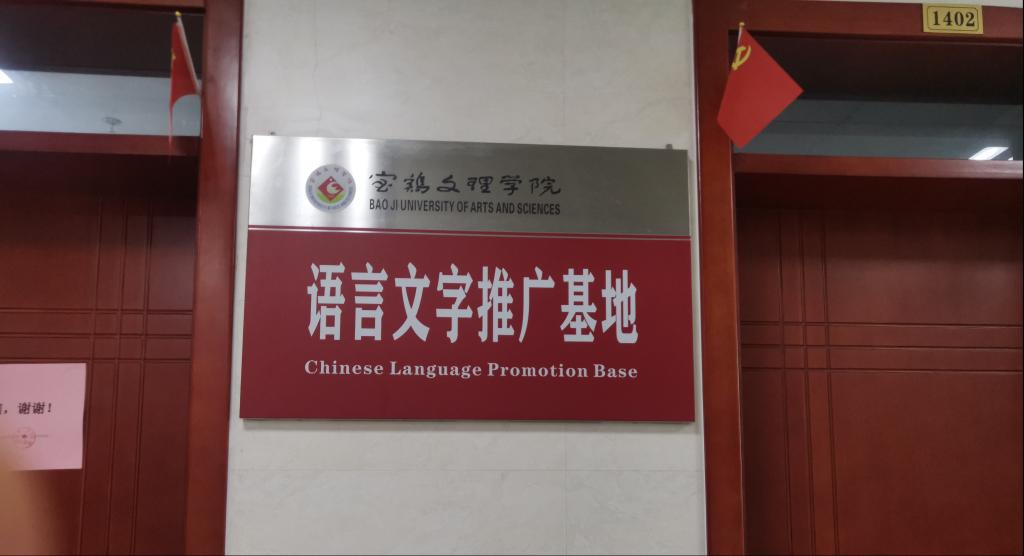 1402
宝鸡文理学院
BAO JI UNIVERSITY OF ARTS AND SCIENCES
语言文字推广基地
Chinese Language Promotion Base
，谢谢！